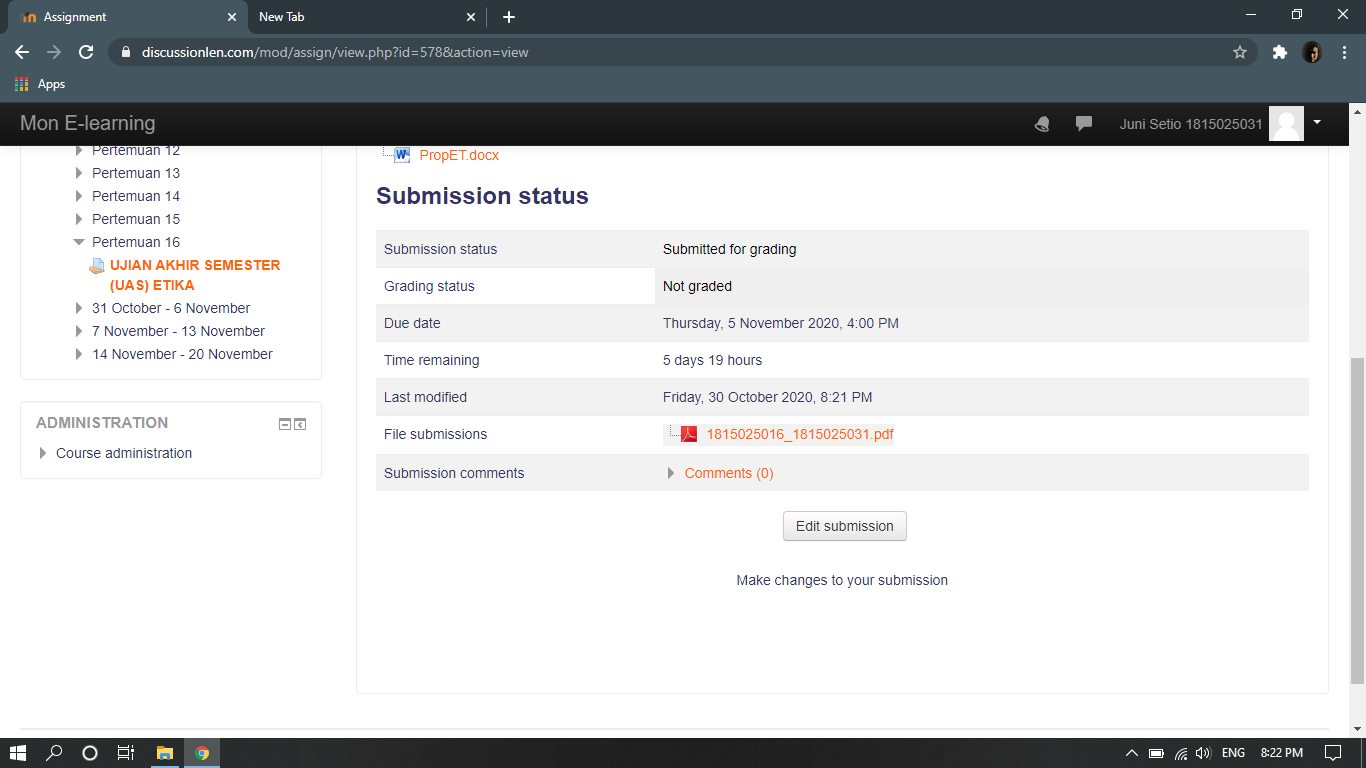 Assignment
New Tab
discussionlen.com/mod/assign/view.php?id=578&action=view
Apps
Mon E-learning
Juni Setio 1815025031
Pertemuan 12
Pertemuan 13
Pertemuan 14
Pertemuan 15
Pertemuan 16
UJIAN AKHIR SEMESTER
(UAS) ETIKA
31 October - 6 November
7 November - 13 November
14 November - 20 November
ADMINISTRATION
Course administration
PropET.docx
Submission status
Submission status Submitted for grading
Grading status Not graded
Due date Thursday, 5 November 2020, 4:00 PM
Time remaining 5 days 19 hours
Last modified Friday, 30 October 2020, 8:21 PM
File submissions 1815025016_1815025031.pdf
Submission comments Comments (0)
Edit submission
Make changes to your submission
ENG 8:22 PM